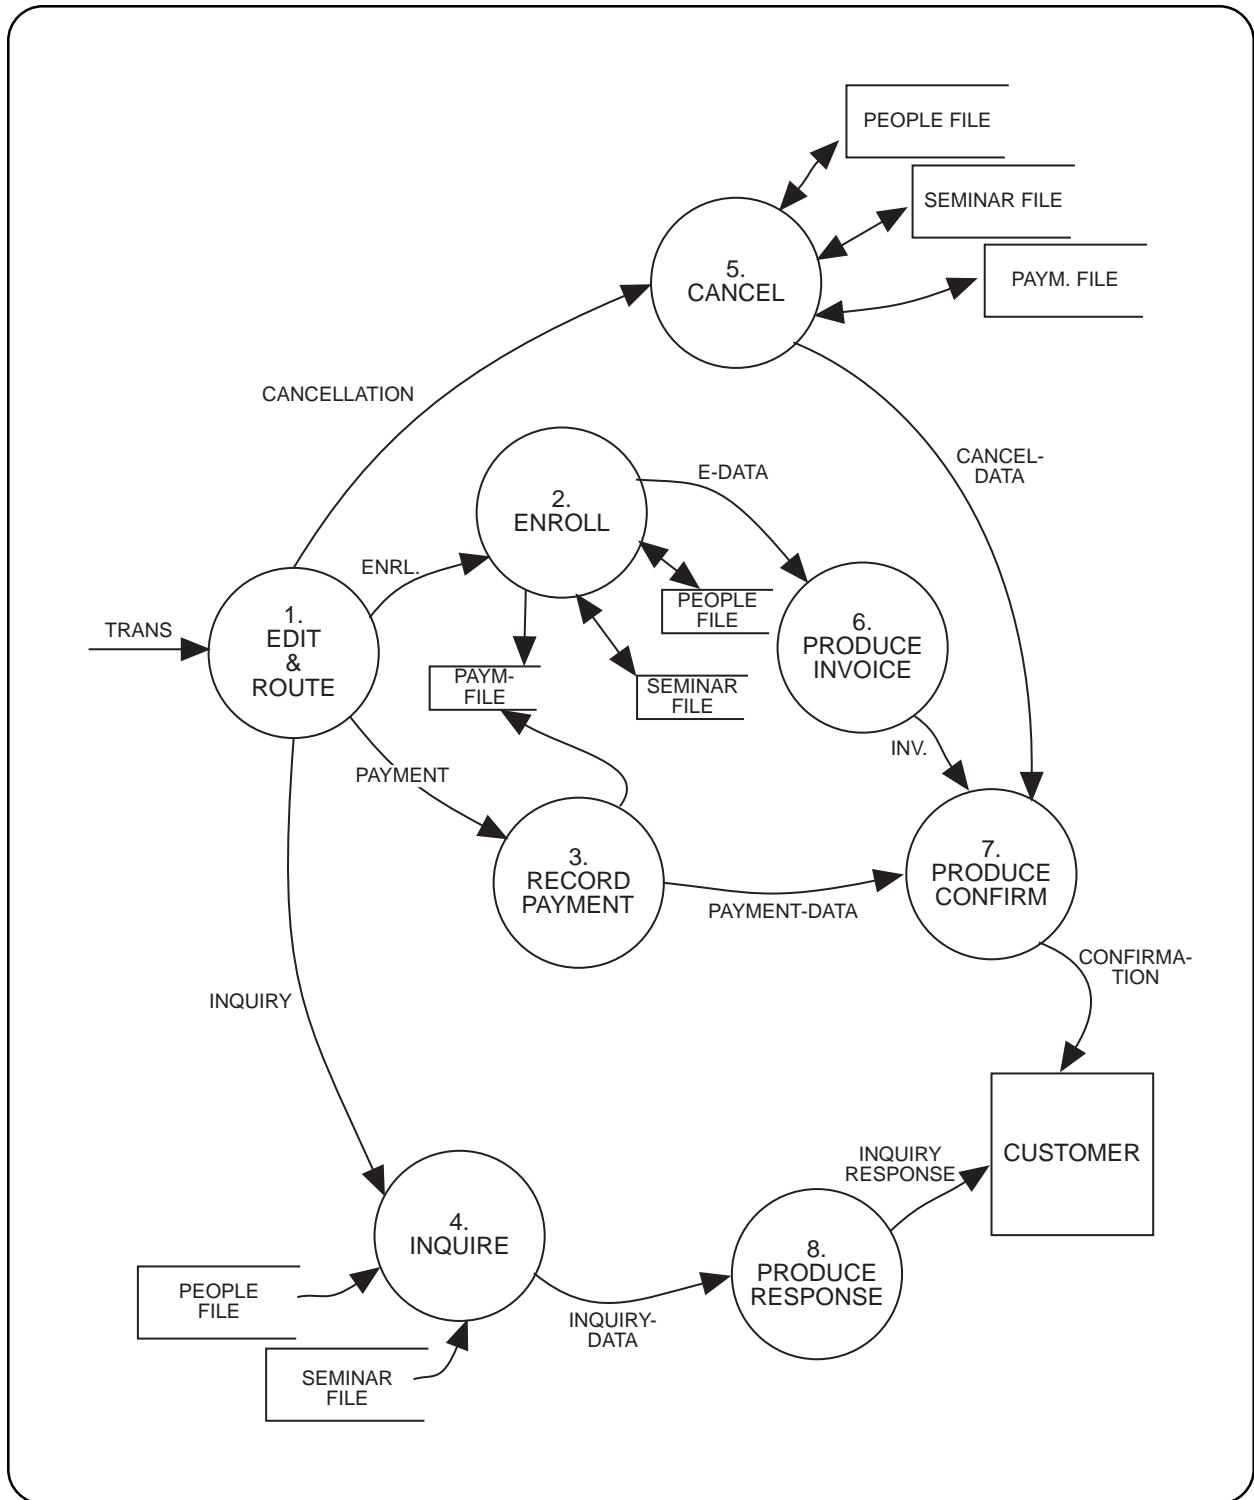 PEOPLE FILE
SEMINAR FILE
PAYM. FILE
5.
CANCEL
CANCELLATION
CANCEL-
DATA
E-DATA
2.
ENROLL
ENRL.
PEOPLE
FILE
1.
EDIT
&
ROUTE
TRANS
6.
PRODUCE
INVOICE
PAYM-
FILE
SEMINAR
FILE
INV.
PAYMENT
3.
RECORD
PAYMENT
7.
PRODUCE
CONFIRM
PAYMENT-DATA
CONFIRMA-
TION
INQUIRY
CUSTOMER
INQUIRY
RESPONSE
4.
INQUIRE
8.
PRODUCE
RESPONSE
PEOPLE
FILE
INQUIRY-
DATA
SEMINAR
FILE